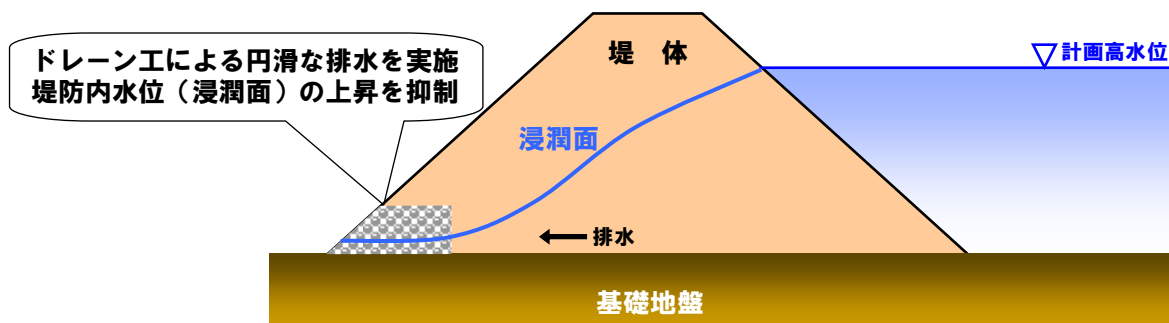 ドレーン工による円滑な排水を実施
堤防内水位（浸潤面）の上昇を抑制
堤　体
▽計画高水位
浸潤面
排水
基礎地盤